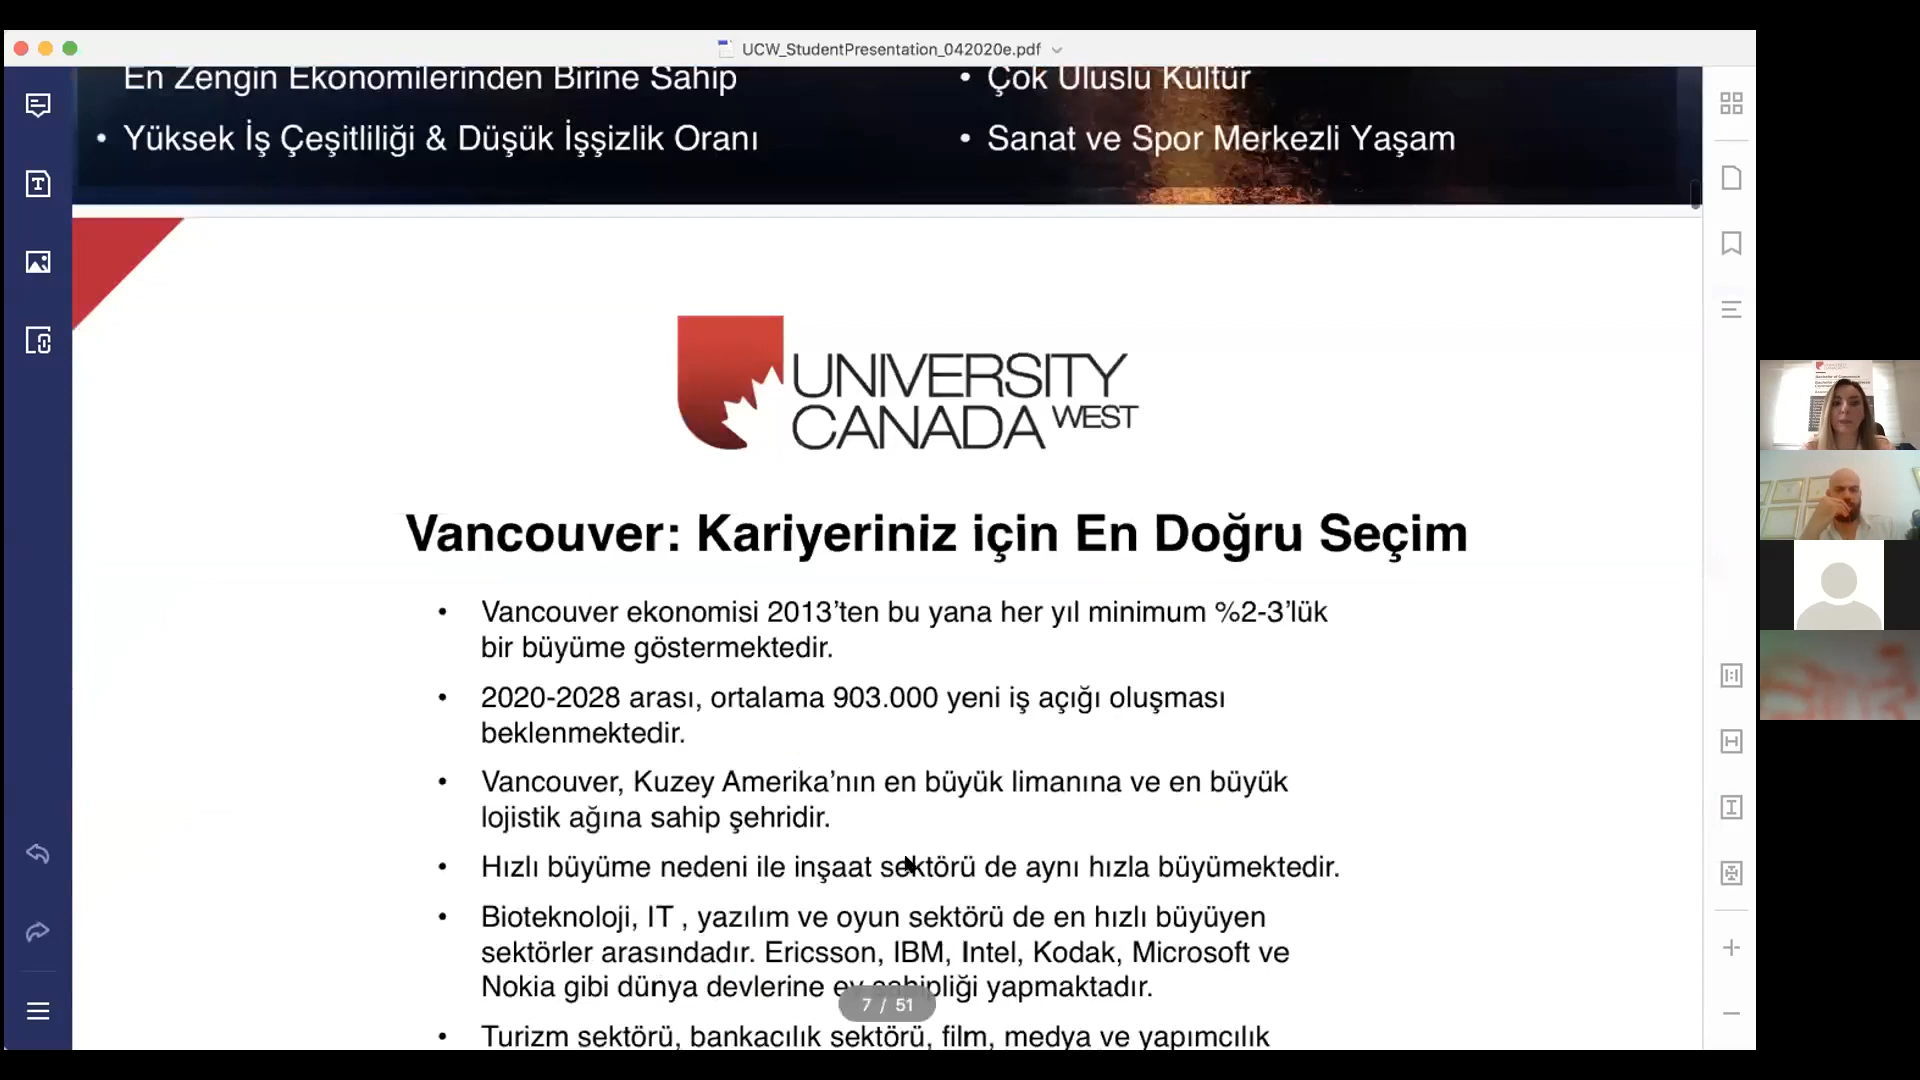 UCW_StudentPresentation_042020e.pdf
En Zengin Ekonomilerinden Birine Sahip
• Yüksek İş Çeşitliliği & Düşük İşşizlik Oranı
• Çok Uluslu Kültür
• Sanat ve Spor Merkezli Yaşam
UNIVERSITY
CANADA WEST
Vancouver: Kariyeriniz için En Doğru Seçim
• Vancouver ekonomisi 2013’ten bu yana her yıl minimum %2-3’lük
bir büyüme göstermektedir.
• 2020-2028 arası, ortalama 903.000 yeni iş açığı oluşması
beklenmektedir.
• Vancouver, Kuzey Amerika’nın en büyük limanına ve en büyük
lojistik ağına sahip şehridir.
• Hızlı büyüme nedeni ile inşaat sektörü de aynı hızla büyümektedir.
• Bioteknoloji, IT , yazılım ve oyun sektörü de en hızlı büyüyen
sektörler arasındadır. Ericsson, IBM, Intel, Kodak, Microsoft ve
Nokia gibi dünya devlerine ev sahipliği yapmaktadır.
7 / 51
• Turizm sektörü, bankacılık sektörü, film, medya ve yapımcılık